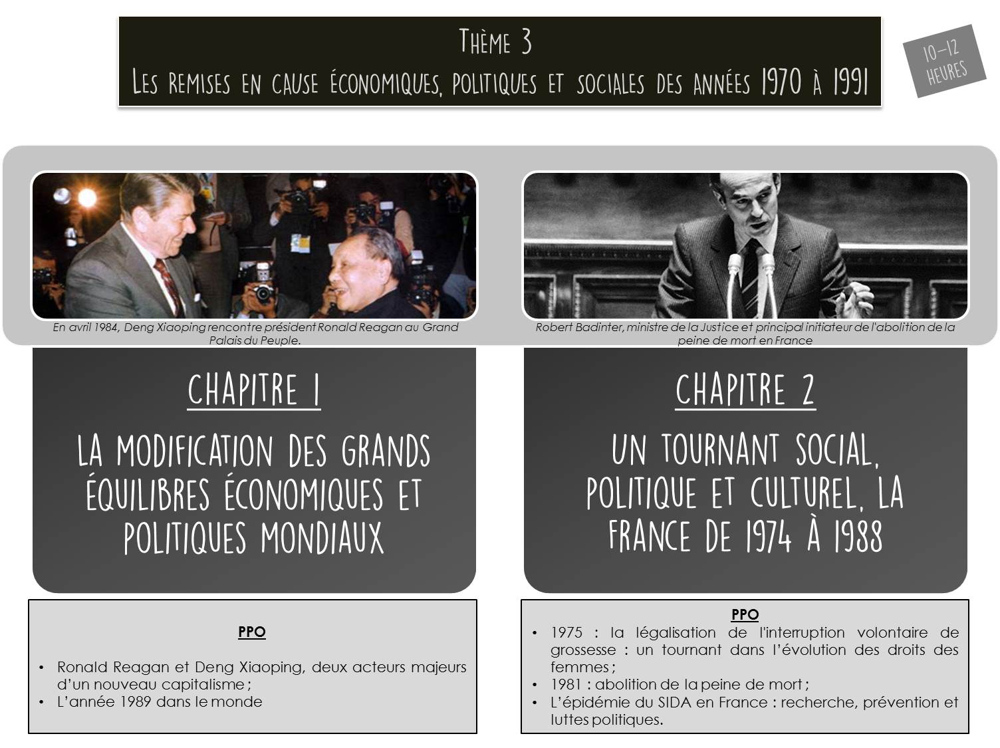 Thème 3
Les remises en cause économiques, politiques et sociales des années 1970 à 1991
10-12
heures
En avril 1984, Deng Xiaoping rencontre président Ronald Reagan au Grand
Palais du Peuple.
CHAPITRE 1
LA MODIFICATION DES GRANDS
ÉQUILIBRES ÉCONOMIQUES ET
POLITIQUES MONDIAUX
PPO
• Ronald Reagan et Deng Xiaoping, deux acteurs majeurs
d’un nouveau capitalisme ;
• L’année 1989 dans le monde
Robert Badinter, ministre de la Justice et principal initiateur de l'abolition de la
peine de mort en France
CHAPITRE 2
UN TOURNANT SOCIAL,
POLITIQUE ET CULTUREL, LA
FRANCE DE 1974 À 1988
PPO
• 1975 : la légalisation de l'interruption volontaire de
grossesse : un tournant dans l’évolution des droits des
femmes ;
• 1981 : abolition de la peine de mort ;
• L’épidémie du SIDA en France : recherche, prévention et
luttes politiques.